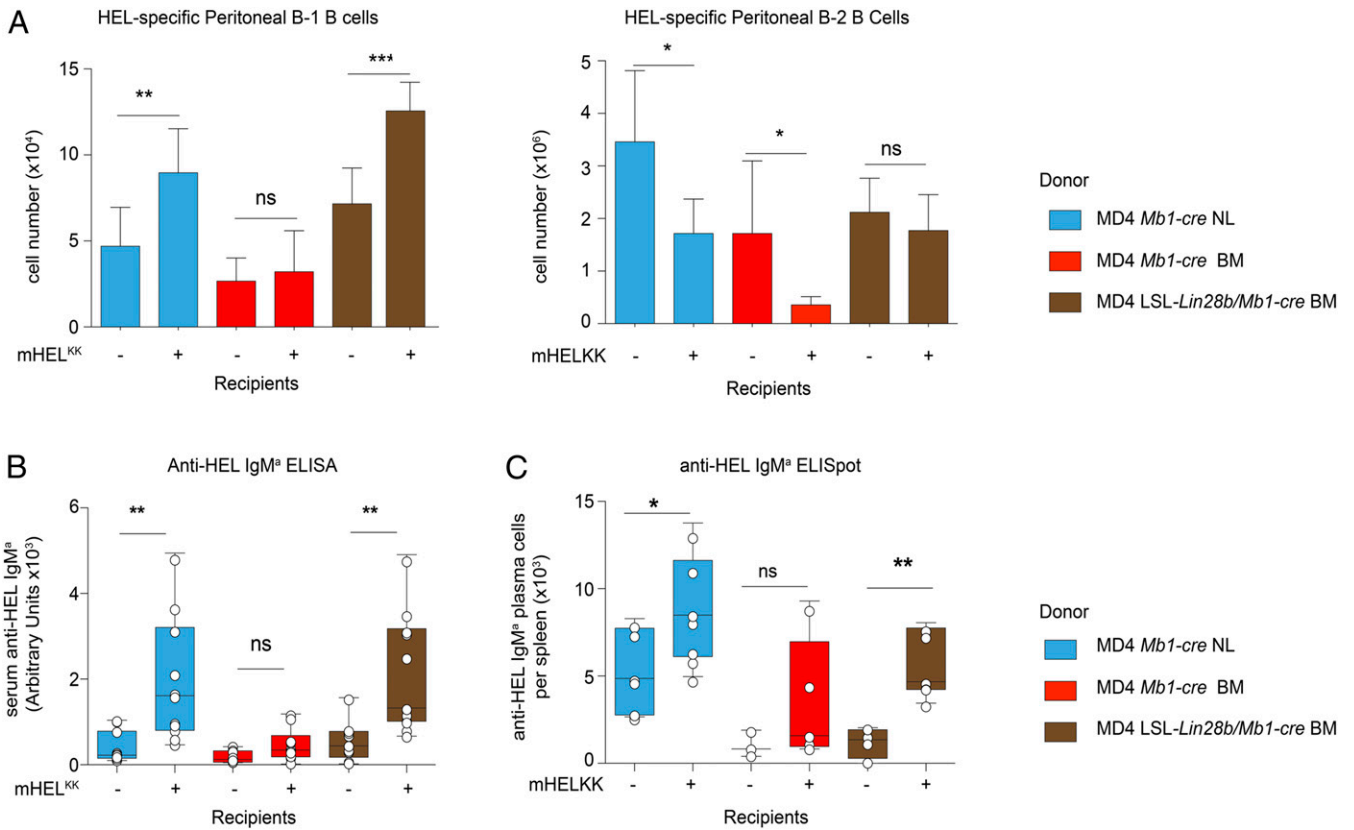 A
HEL-specific Peritoneal B-1 B cells
cell number (x10⁴)
15
10
5
0
**
ns
***
mHELᴷᴷ - + - + - +
Recipients
HEL-specific Peritoneal B-2 B Cells
cell number (x10⁶)
5
4
3
2
1
0
*
*
ns
mHELKK - + - + - +
Recipients
Donor
MD4 Mb1-cre NL
MD4 Mb1-cre BM
MD4 LSL-Lin28b/Mb1-cre BM
B
Anti-HEL IgMᵃ ELISA
serum anti-HEL IgMᵃ
(Arbitrary Units x10³)
6
4
2
0
**
ns
**
mHELᴷᴷ - + - + - +
Recipients
C
anti-HEL IgMᵃ ELISpot
anti-HEL IgMᵃ plasma cells
per spleen (x10³)
15
10
5
0
*
ns
**
mHELKK - + - + - +
Recipients
Donor
MD4 Mb1-cre NL
MD4 Mb1-cre BM
MD4 LSL-Lin28b/Mb1-cre BM